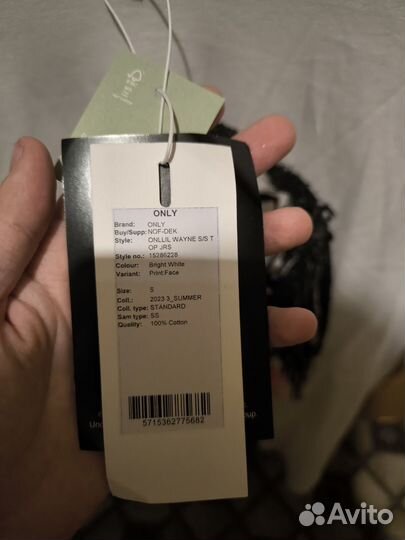 ONLY
Brand: ONLY
Buy/Supp: NOF-DEK
Style: ONLLIL WAYNE S/S T
OP JRS
Style no.: 15286228
Colour: Bright White
Variant: Print:Face
Size: S
Coll.: 2023 3_SUMMER
Coll. type: STANDARD
Sam type: SS
Quality: 100% Cotton
5715362775682
Avito